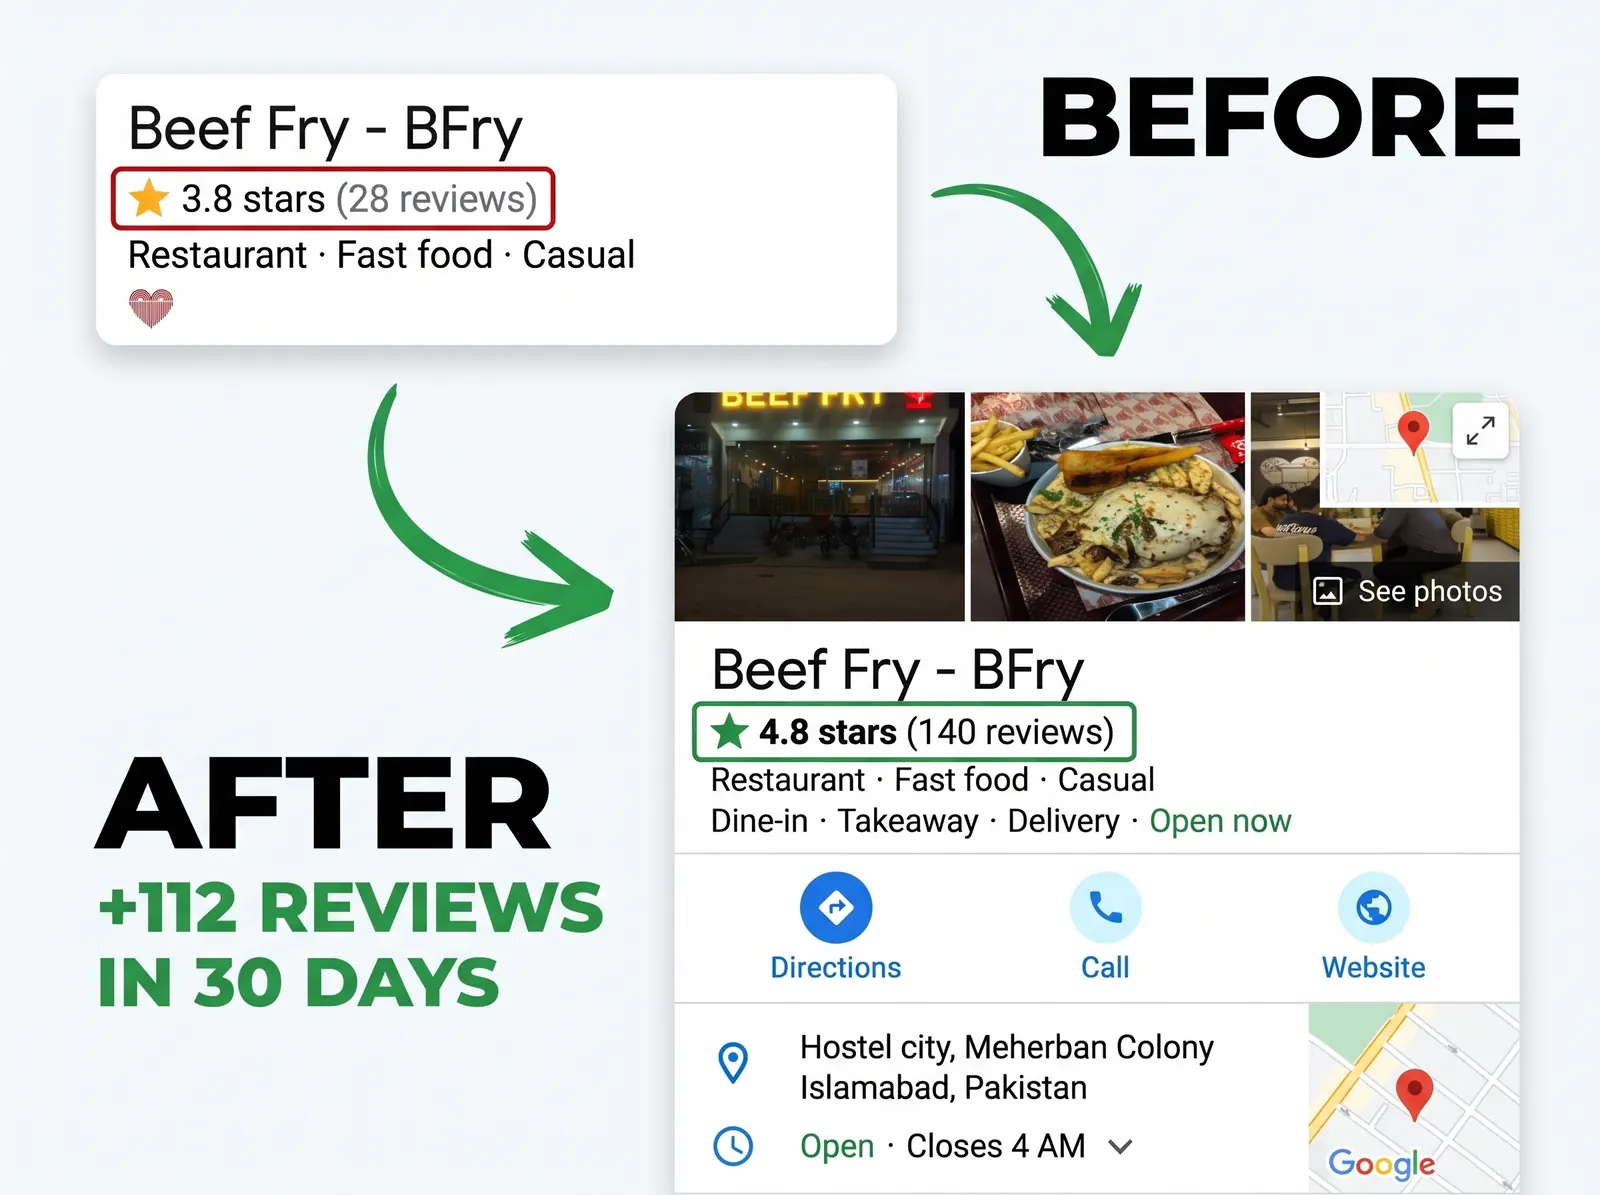 BEFORE
Beef Fry - BFry
3.8 stars (28 reviews)
Restaurant · Fast food · Casual
BEEF FRY
See photos
Beef Fry - BFry
4.8 stars (140 reviews)
Restaurant · Fast food · Casual
Dine-in · Takeaway · Delivery · Open now
Directions
Call
Website
Hostel city, Meherban Colony
Islamabad, Pakistan
Open · Closes 4 AM
Google
AFTER
+112 REVIEWS
IN 30 DAYS